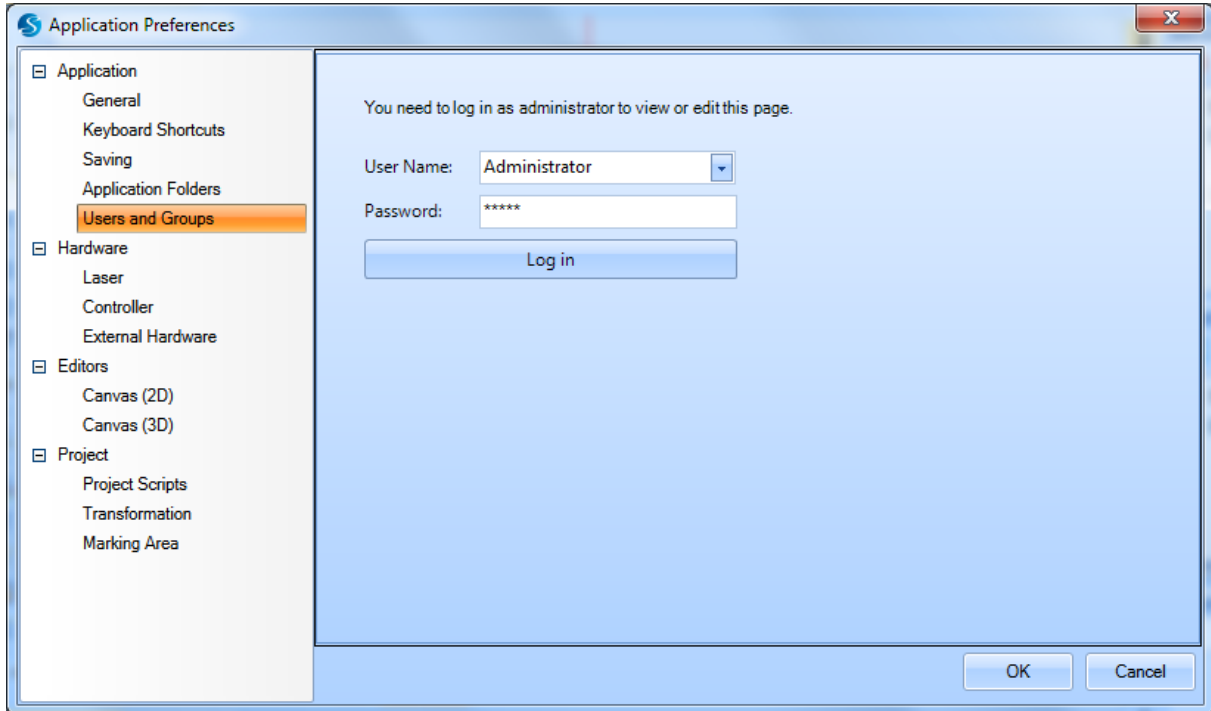 Application Preferences
Application
General
Keyboard Shortcuts
Saving
Application Folders
Users and Groups
Hardware
Laser
Controller
External Hardware
Editors
Canvas (2D)
Canvas (3D)
Project
Project Scripts
Transformation
Marking Area
You need to log in as administrator to view or edit this page.
User Name: Administrator
Password: *****
Log in
OK Cancel